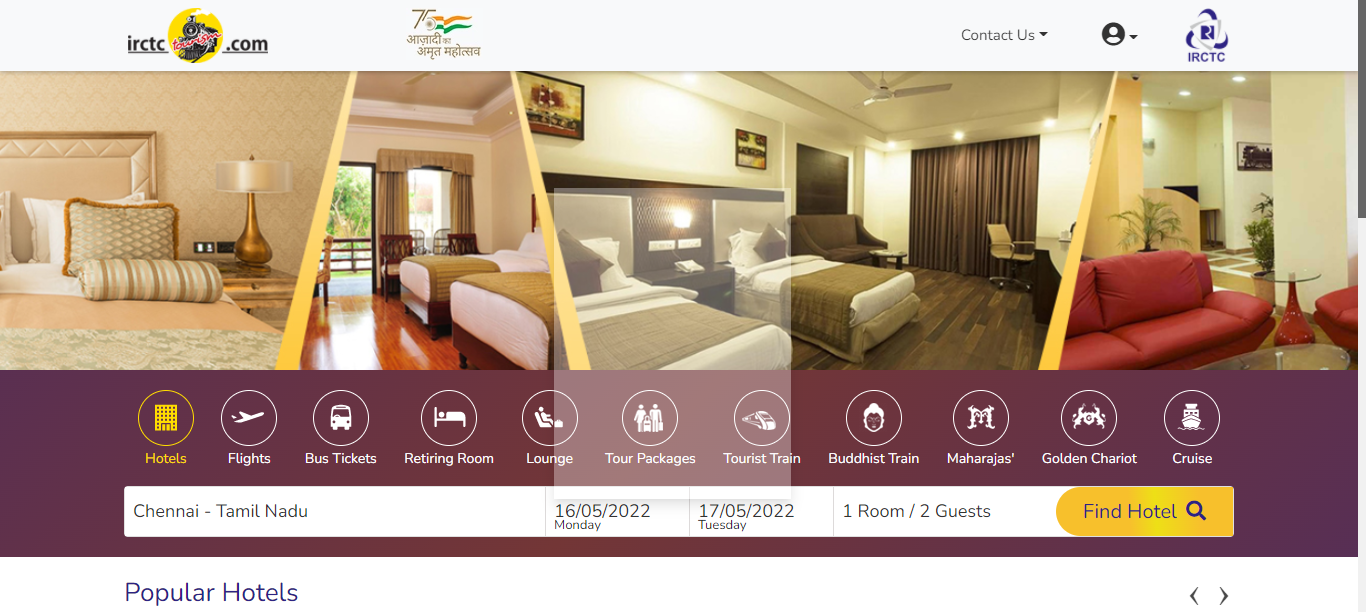 irctc tourism .com
75
आज़ादी का
अमृत महोत्सव
Contact Us
IRCTC
Hotels
Flights
Bus Tickets
Retiring Room
Lounge
Tour Packages
Tourist Train
Buddhist Train
Maharajas'
Golden Chariot
Cruise
Chennai - Tamil Nadu
16/05/2022
Monday
17/05/2022
Tuesday
1 Room / 2 Guests
Find Hotel
Popular Hotels